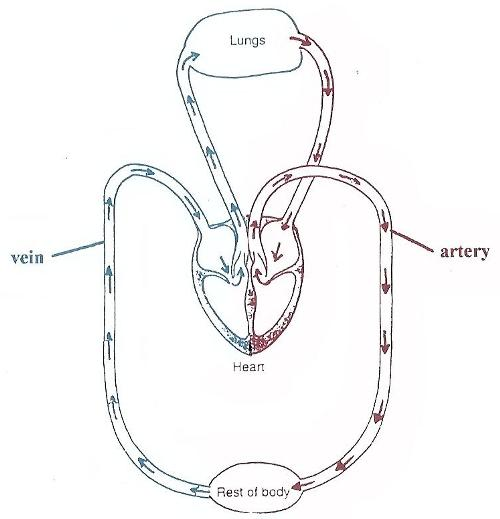 Lungs
vein
artery
Heart
Rest of body